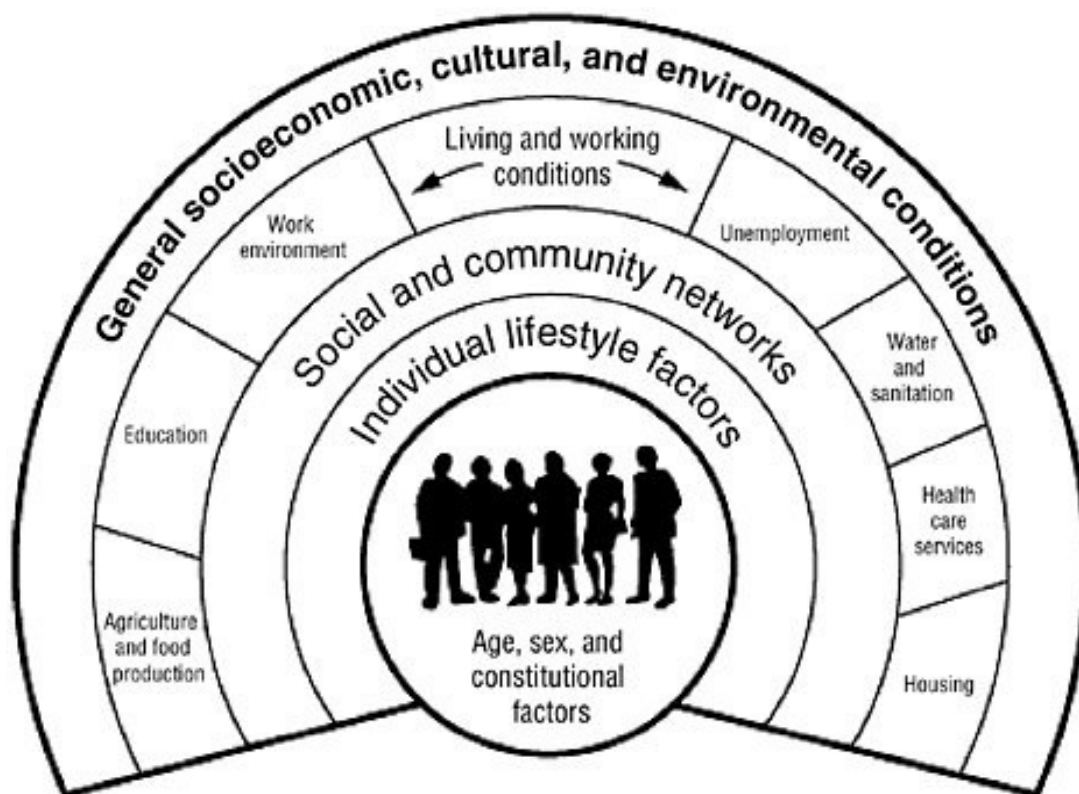 General socioeconomic, cultural, and environmental conditions
Living and working
conditions
Work
environment
Unemployment
Social and community networks
Water
and
sanitation
Individual lifestyle factors
Education
Health
care
services
Agriculture
and food
production
Age, sex, and
constitutional
factors
Housing